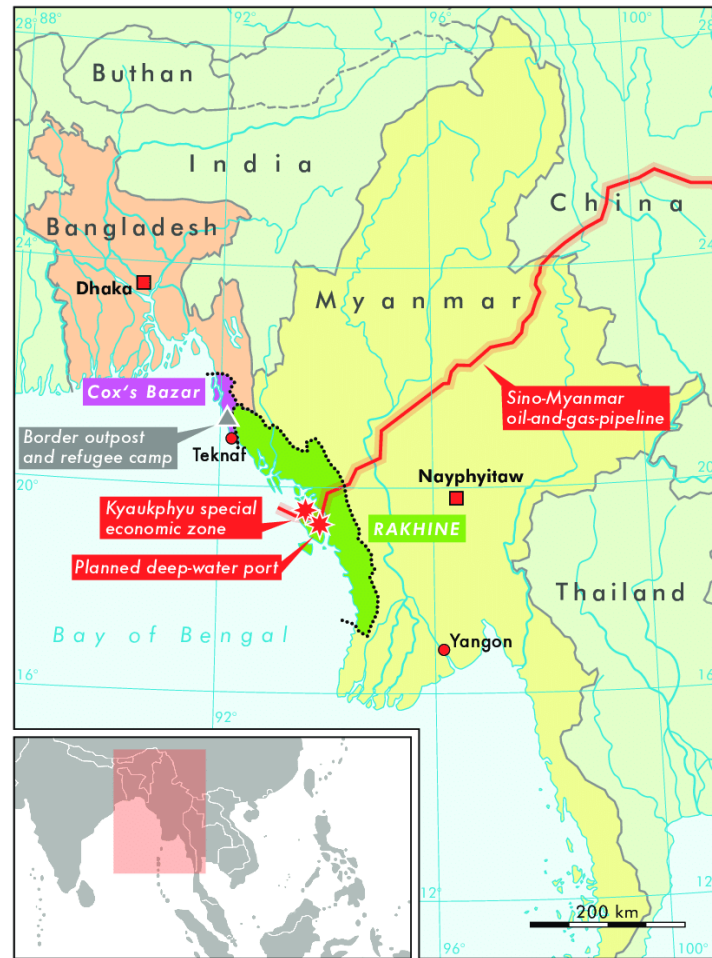 28°
88°
92°
96°
100°
28°
Buthan
India
China
Bangladesh
24°
24°
Dhaka
Myanmar
Cox's Bazar
Sino-Myanmar
oil-and-gas-pipeline
Border outpost
and refugee camp
Teknaf
20°
20°
Nayphyitaw
Kyaukphyu special
economic zone
RAKHINE
Planned deep-water port
Thailand
Bay of Bengal
Yangon
16°
16°
92°
12°
12°
200 km
96°
100°